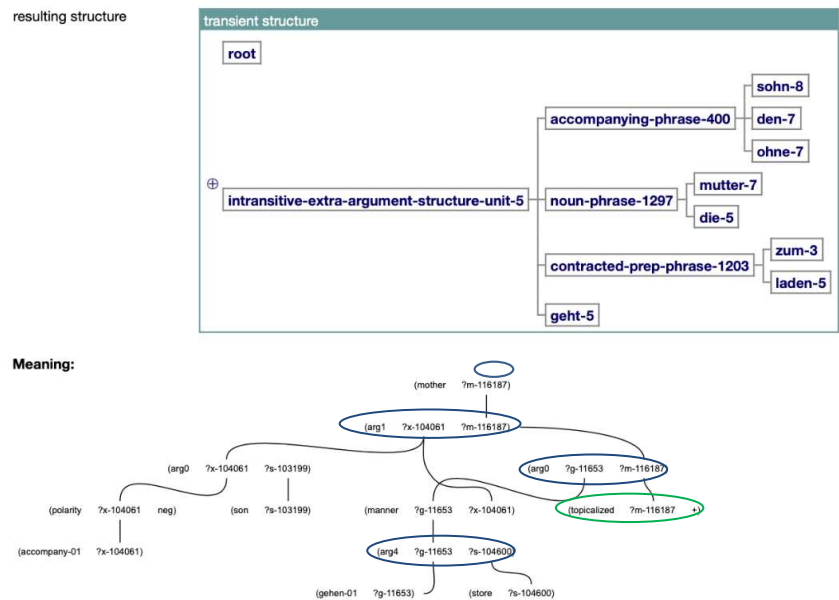 resulting structure
transient structure
root
sohn-8
accompanying-phrase-400
den-7
ohne-7
mutter-7
intransitive-extra-argument-structure-unit-5
noun-phrase-1297
die-5
zum-3
contracted-prep-phrase-1203
laden-5
geht-5
Meaning:
(mother ?m-116187)
(arg1 ?x-104061 ?m-116187)
(arg0 ?x-104061 ?s-103199) (arg0 ?g-11653 ?m-116187)
(polarity ?x-104061 neg) (son ?s-103199) (manner ?g-11653 ?x-104061) (topicalized ?m-116187 +)
(accompany-01 ?x-104061) (arg4 ?g-11653 ?s-104600)
(gehen-01 ?g-11653) (store ?s-104600)